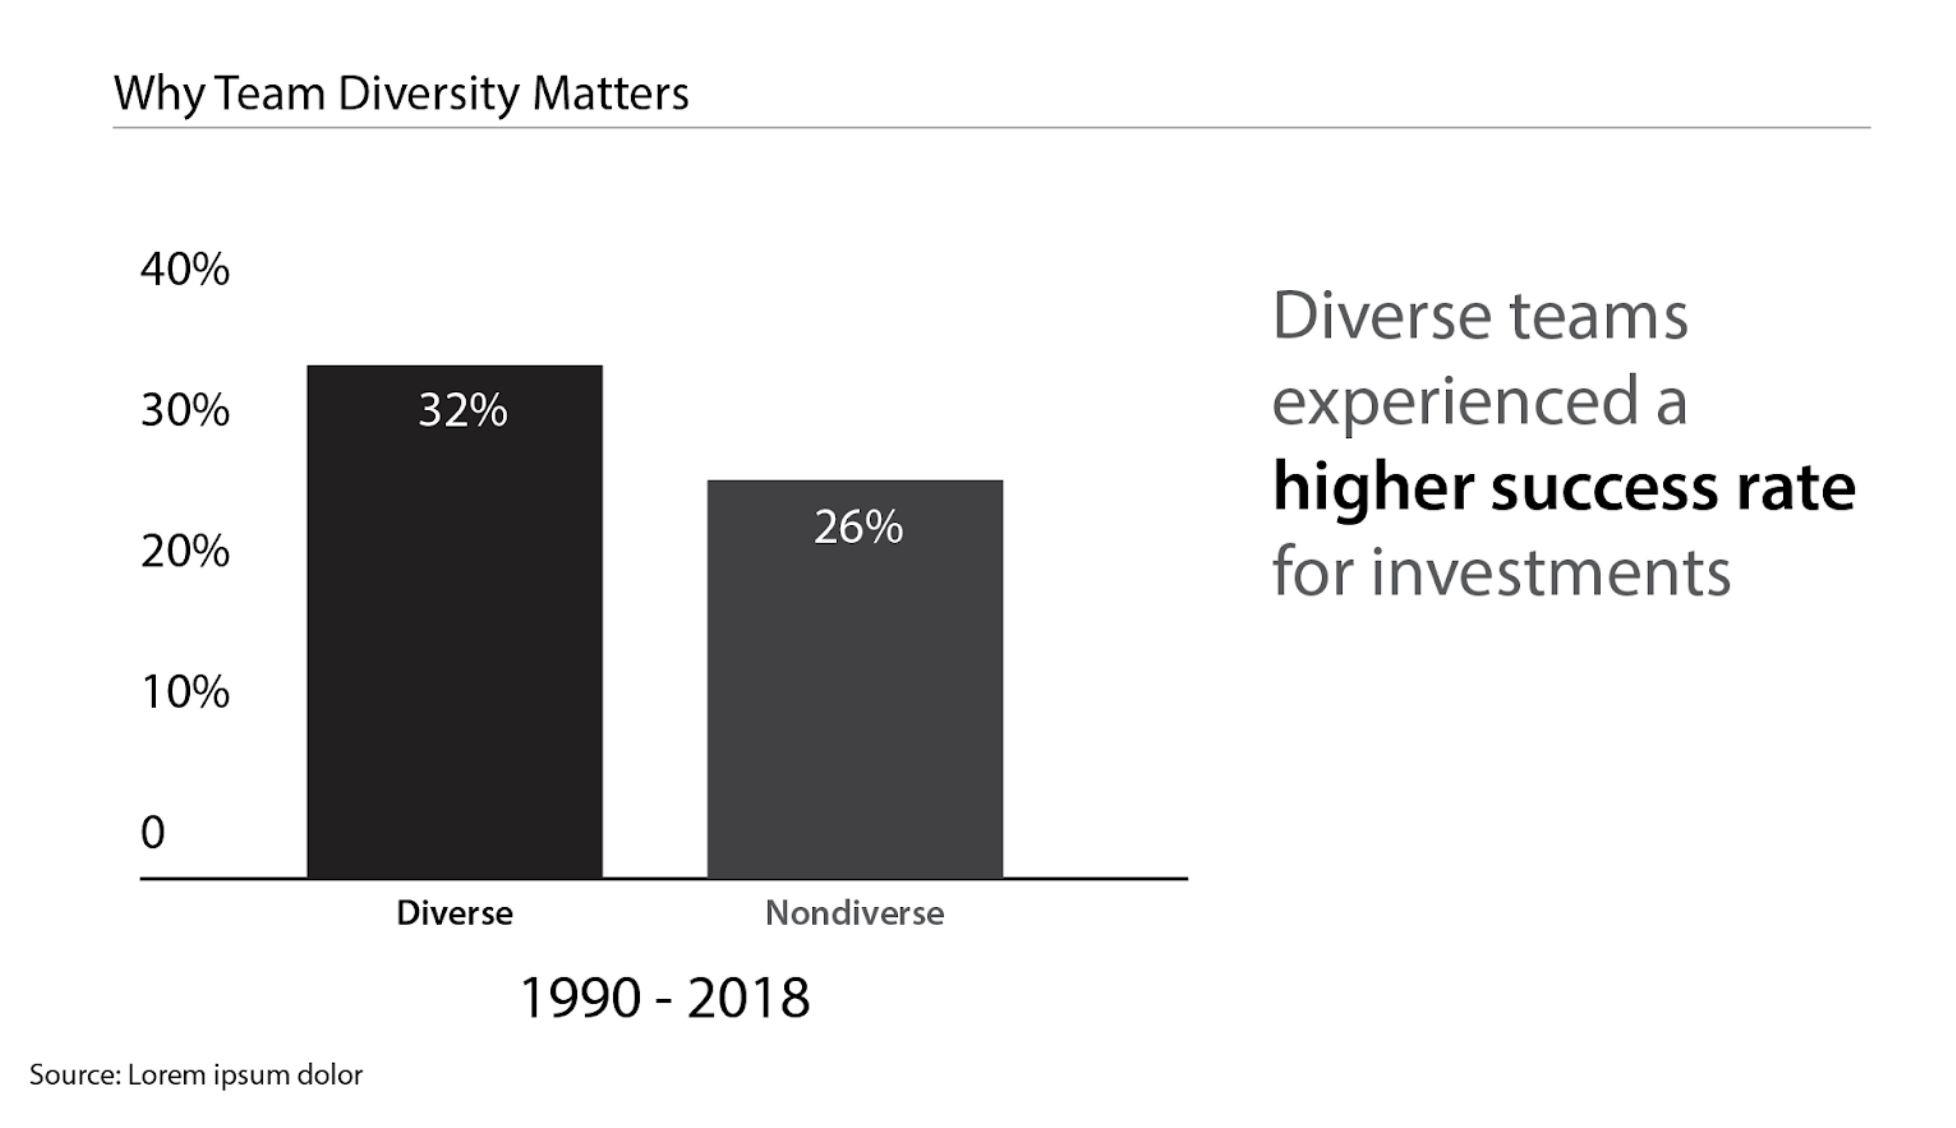 Why Team Diversity Matters
40%
30%
20%
10%
0
32%
26%
Diverse
Nondiverse
1990 - 2018
Diverse teams
experienced a
higher success rate
for investments
Source: Lorem ipsum dolor